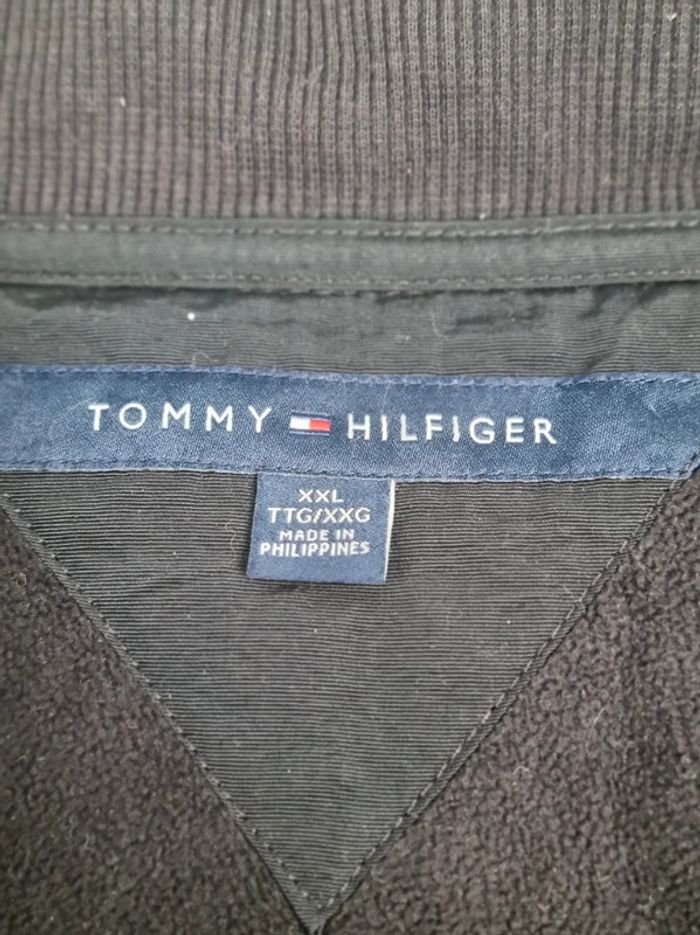 TOMMY HILFIGER
XXL
TTG/XXG
MADE IN
PHILIPPINES